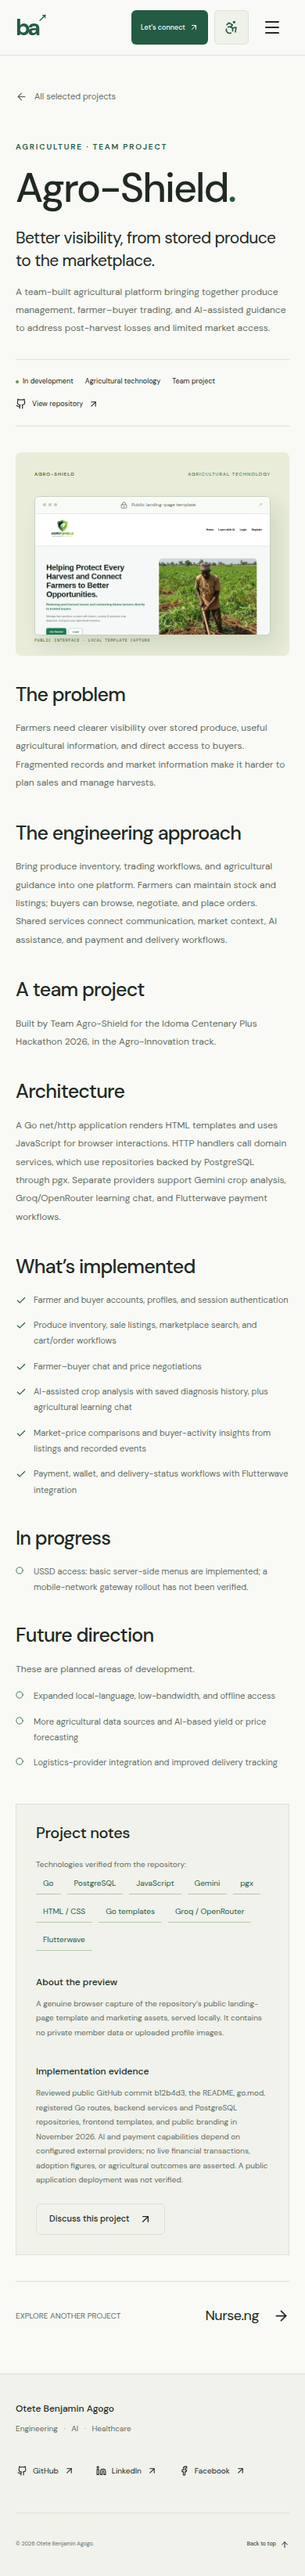 ba
Let's connect
All selected projects
AGRICULTURE · TEAM PROJECT
Agro-Shield.
Better visibility, from stored produce
to the marketplace.
A team-built agricultural platform bringing together produce
management, farmer–buyer trading, and AI-assisted guidance
to address post-harvest losses and limited market access.
In development Agricultural technology Team project
View repository
AGRO-SHIELD AGRICULTURAL TECHNOLOGY
Public landing-page template
AGRO-SHIELD
Helping Protect Every
Harvest and Connect
Farmers to Better
Opportunities.
PUBLIC INTERFACE · LOCAL TEMPLATE CAPTURE
The problem
Farmers need clearer visibility over stored produce, useful
agricultural information, and direct access to buyers.
Fragmented records and market information make it harder to
plan sales and manage harvests.
The engineering approach
Bring produce inventory, trading workflows, and agricultural
guidance into one platform. Farmers can maintain stock and
listings; buyers can browse, negotiate, and place orders.
Shared services connect communication, market context, AI
assistance, and payment and delivery workflows.
A team project
Built by Team Agro-Shield for the Idoma Centenary Plus
Hackathon 2026, in the Agro-Innovation track.
Architecture
A Go net/http application renders HTML templates and uses
JavaScript for browser interactions. HTTP handlers call domain
services, which use repositories backed by PostgreSQL
through pgx. Separate providers support Gemini crop analysis,
Groq/OpenRouter learning chat, and Flutterwave payment
workflows.
What's implemented
Farmer and buyer accounts, profiles, and session authentication
Produce inventory, sale listings, marketplace search, and
cart/order workflows
Farmer–buyer chat and price negotiations
AI-assisted crop analysis with saved diagnosis history, plus
agricultural learning chat
Market-price comparisons and buyer-activity insights from
listings and recorded events
Payment, wallet, and delivery-status workflows with Flutterwave
integration
In progress
USSD access: basic server-side menus are implemented; a
mobile-network gateway rollout has not been verified.
Future direction
These are planned areas of development.
Expanded local-language, low-bandwidth, and offline access
More agricultural data sources and AI-based yield or price
forecasting
Logistics-provider integration and improved delivery tracking
Project notes
Technologies verified from the repository:
Go PostgreSQL JavaScript Gemini pgx
HTML / CSS Go templates Groq / OpenRouter
Flutterwave
About the preview
A genuine browser capture of the repository's public landing-
page template and marketing assets, served locally. It contains
no private member data or uploaded profile images.
Implementation evidence
Reviewed public GitHub commit b12b4d3, the README, go.mod,
registered Go routes, backend services and PostgreSQL
repositories, frontend templates, and public branding in
November 2026. AI and payment capabilities depend on
configured external providers; no live financial transactions,
adoption figures, or agricultural outcomes are asserted. A public
application deployment was not verified.
Discuss this project
EXPLORE ANOTHER PROJECT Nurse.ng
Otete Benjamin Agogo
Engineering · AI · Healthcare
GitHub LinkedIn Facebook
© 2026 Otete Benjamin Agogo. Back to top